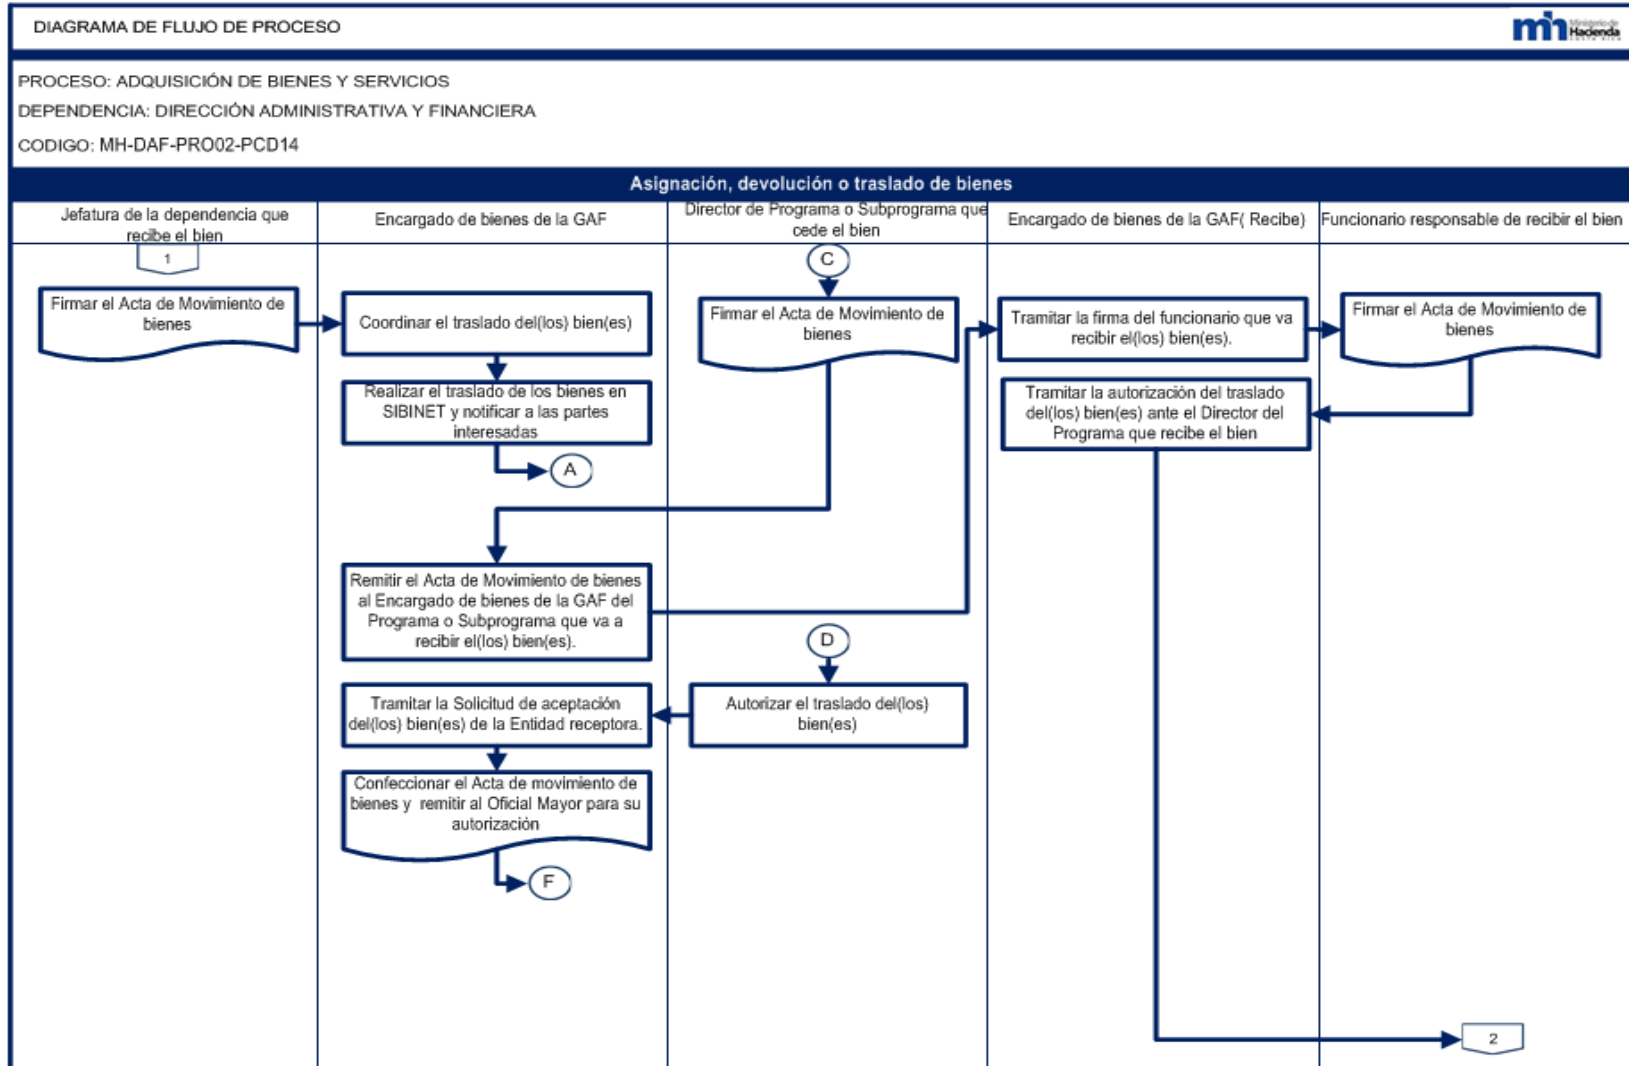 DIAGRAMA DE FLUJO DE PROCESO
Ministerio de
Hacienda
COSTA RICA
PROCESO: ADQUISICIÓN DE BIENES Y SERVICIOS
DEPENDENCIA: DIRECCIÓN ADMINISTRATIVA Y FINANCIERA
CODIGO: MH-DAF-PRO02-PCD14
Asignación, devolución o traslado de bienes
Jefatura de la dependencia que
recibe el bien
Encargado de bienes de la GAF
Director de Programa o Subprograma que
cede el bien
Encargado de bienes de la GAF( Recibe)
Funcionario responsable de recibir el bien
1
C
Firmar el Acta de Movimiento de
bienes
Coordinar el traslado del(los) bien(es)
Firmar el Acta de Movimiento de
bienes
Tramitar la firma del funcionario que va
recibir el(los) bien(es).
Firmar el Acta de Movimiento de
bienes
Realizar el traslado de los bienes en
SIBINET y notificar a las partes
interesadas
Tramitar la autorización del traslado
del(los) bien(es) ante el Director del
Programa que recibe el bien
A
Remitir el Acta de Movimiento de bienes
al Encargado de bienes de la GAF del
Programa o Subprograma que va a
recibir el(los) bien(es).
D
Tramitar la Solicitud de aceptación
del(los) bien(es) de la Entidad receptora.
Autorizar el traslado del(los)
bien(es)
Confeccionar el Acta de movimiento de
bienes y  remitir al Oficial Mayor para su
autorización
F
2